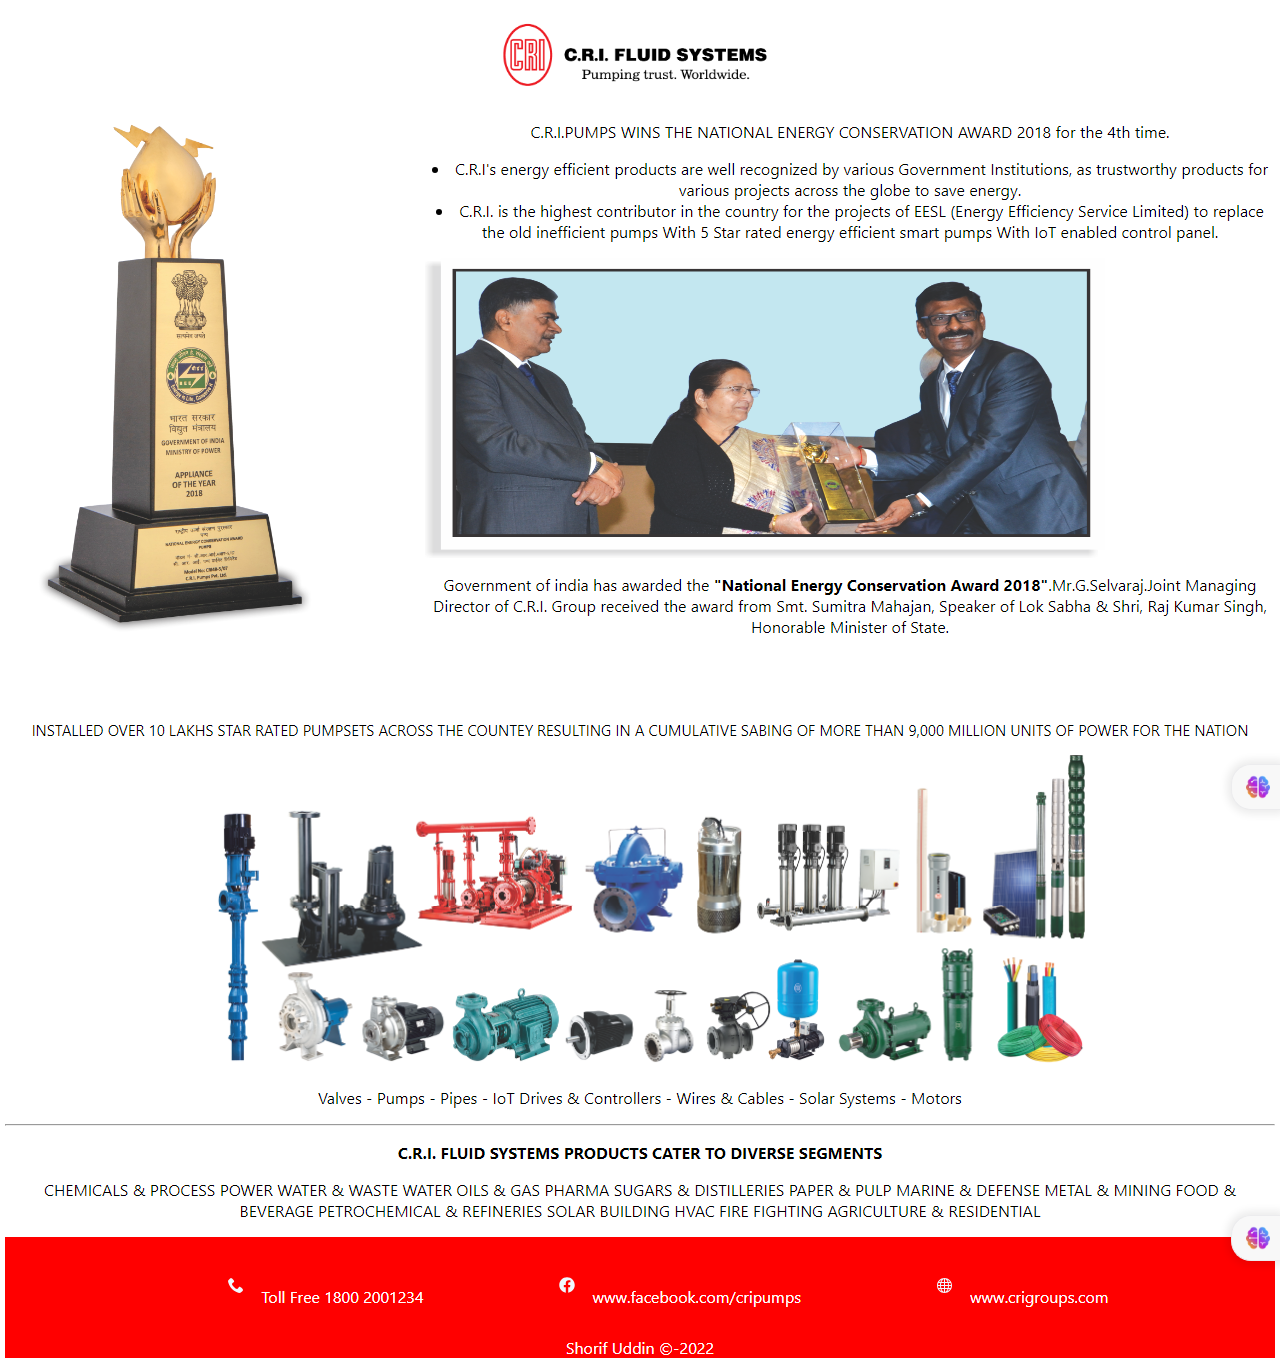 CRI
C.R.I. FLUID SYSTEMS
Pumping trust. Worldwide.
C.R.I.PUMPS WINS THE NATIONAL ENERGY CONSERVATION AWARD 2018 for the 4th time.
C.R.I's energy efficient products are well recognized by various Government Institutions, as trustworthy products for
various projects across the globe to save energy.
C.R.I. is the highest contributor in the country for the projects of EESL (Energy Efficiency Service Limited) to replace
the old inefficient pumps With 5 Star rated energy efficient smart pumps With IoT enabled control panel.
सत्यमेव जयते
भारत सरकार
विद्युत मंत्रालय
GOVERNMENT OF INDIA
MINISTRY OF POWER
APPLIANCE
OF THE YEAR
2018
NATIONAL ENERGY CONSERVATION AWARD
PUMPS
C.R.I. Pumps Pvt. Ltd.
Government of india has awarded the "National Energy Conservation Award 2018".Mr.G.Selvaraj.Joint Managing
Director of C.R.I. Group received the award from Smt. Sumitra Mahajan, Speaker of Lok Sabha & Shri, Raj Kumar Singh,
Honorable Minister of State.
INSTALLED OVER 10 LAKHS STAR RATED PUMPSETS ACROSS THE COUNTEY RESULTING IN A CUMULATIVE SABING OF MORE THAN 9,000 MILLION UNITS OF POWER FOR THE NATION
Valves - Pumps - Pipes - IoT Drives & Controllers - Wires & Cables - Solar Systems - Motors
C.R.I. FLUID SYSTEMS PRODUCTS CATER TO DIVERSE SEGMENTS
CHEMICALS & PROCESS POWER WATER & WASTE WATER OILS & GAS PHARMA SUGARS & DISTILLERIES PAPER & PULP MARINE & DEFENSE METAL & MINING FOOD &
BEVERAGE PETROCHEMICAL & REFINERIES SOLAR BUILDING HVAC FIRE FIGHTING AGRICULTURE & RESIDENTIAL
Toll Free 1800 2001234
www.facebook.com/cripumps
www.crigroups.com
Shorif Uddin ©-2022